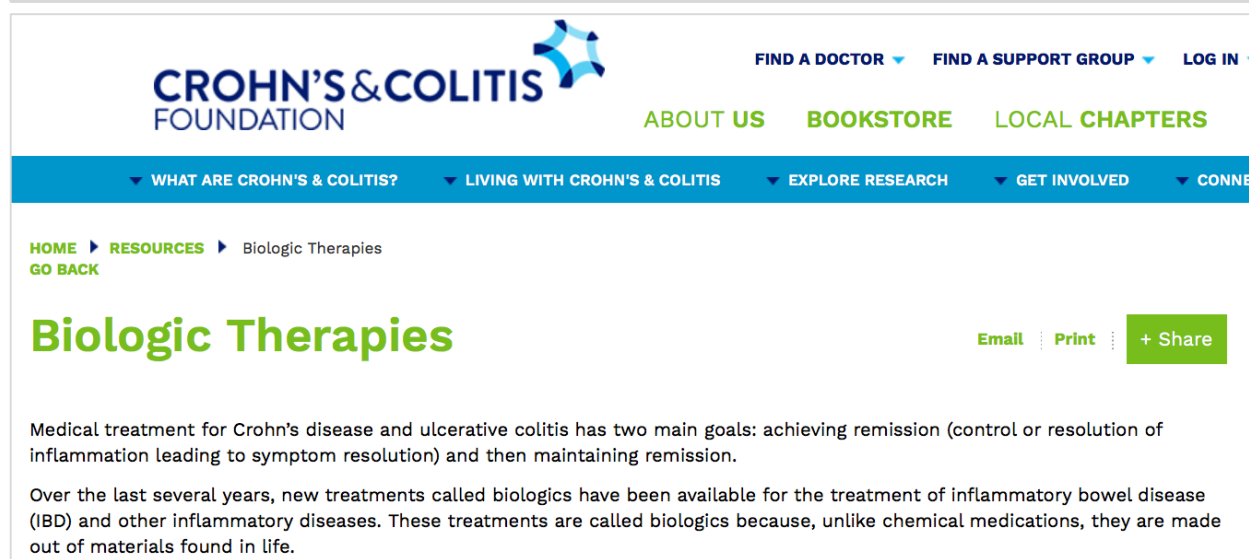 CROHN'S & COLITIS
FOUNDATION
FIND A DOCTOR FIND A SUPPORT GROUP LOG IN
ABOUT US BOOKSTORE LOCAL CHAPTERS
WHAT ARE CROHN'S & COLITIS? LIVING WITH CROHN'S & COLITIS EXPLORE RESEARCH GET INVOLVED
HOME RESOURCES Biologic Therapies
GO BACK
Biologic Therapies
Email Print + Share
Medical treatment for Crohn’s disease and ulcerative colitis has two main goals: achieving remission (control or resolution of
inflammation leading to symptom resolution) and then maintaining remission.
Over the last several years, new treatments called biologics have been available for the treatment of inflammatory bowel disease
(IBD) and other inflammatory diseases. These treatments are called biologics because, unlike chemical medications, they are made
out of materials found in life.